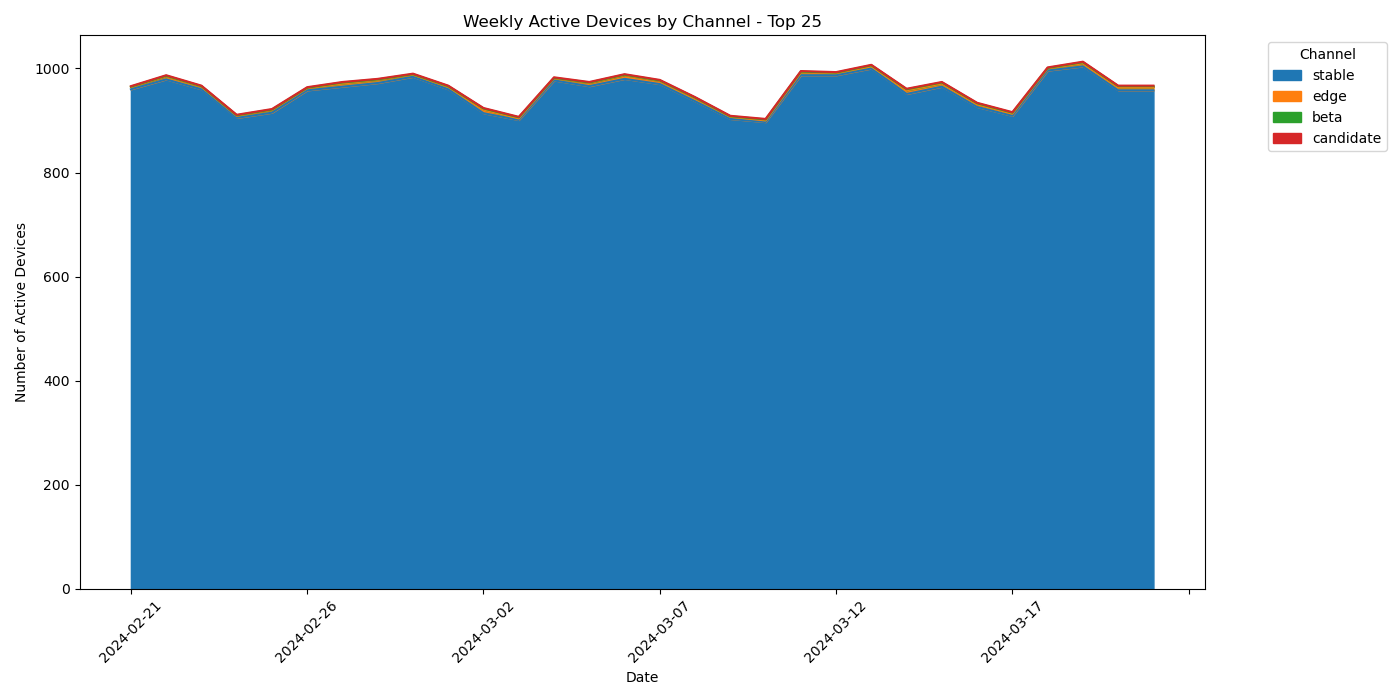 Weekly Active Devices by Channel - Top 25
Number of Active Devices
1000
800
600
400
200
0
2024-02-21
2024-02-26
2024-03-02
2024-03-07
2024-03-12
2024-03-17
Date
Channel
stable
edge
beta
candidate